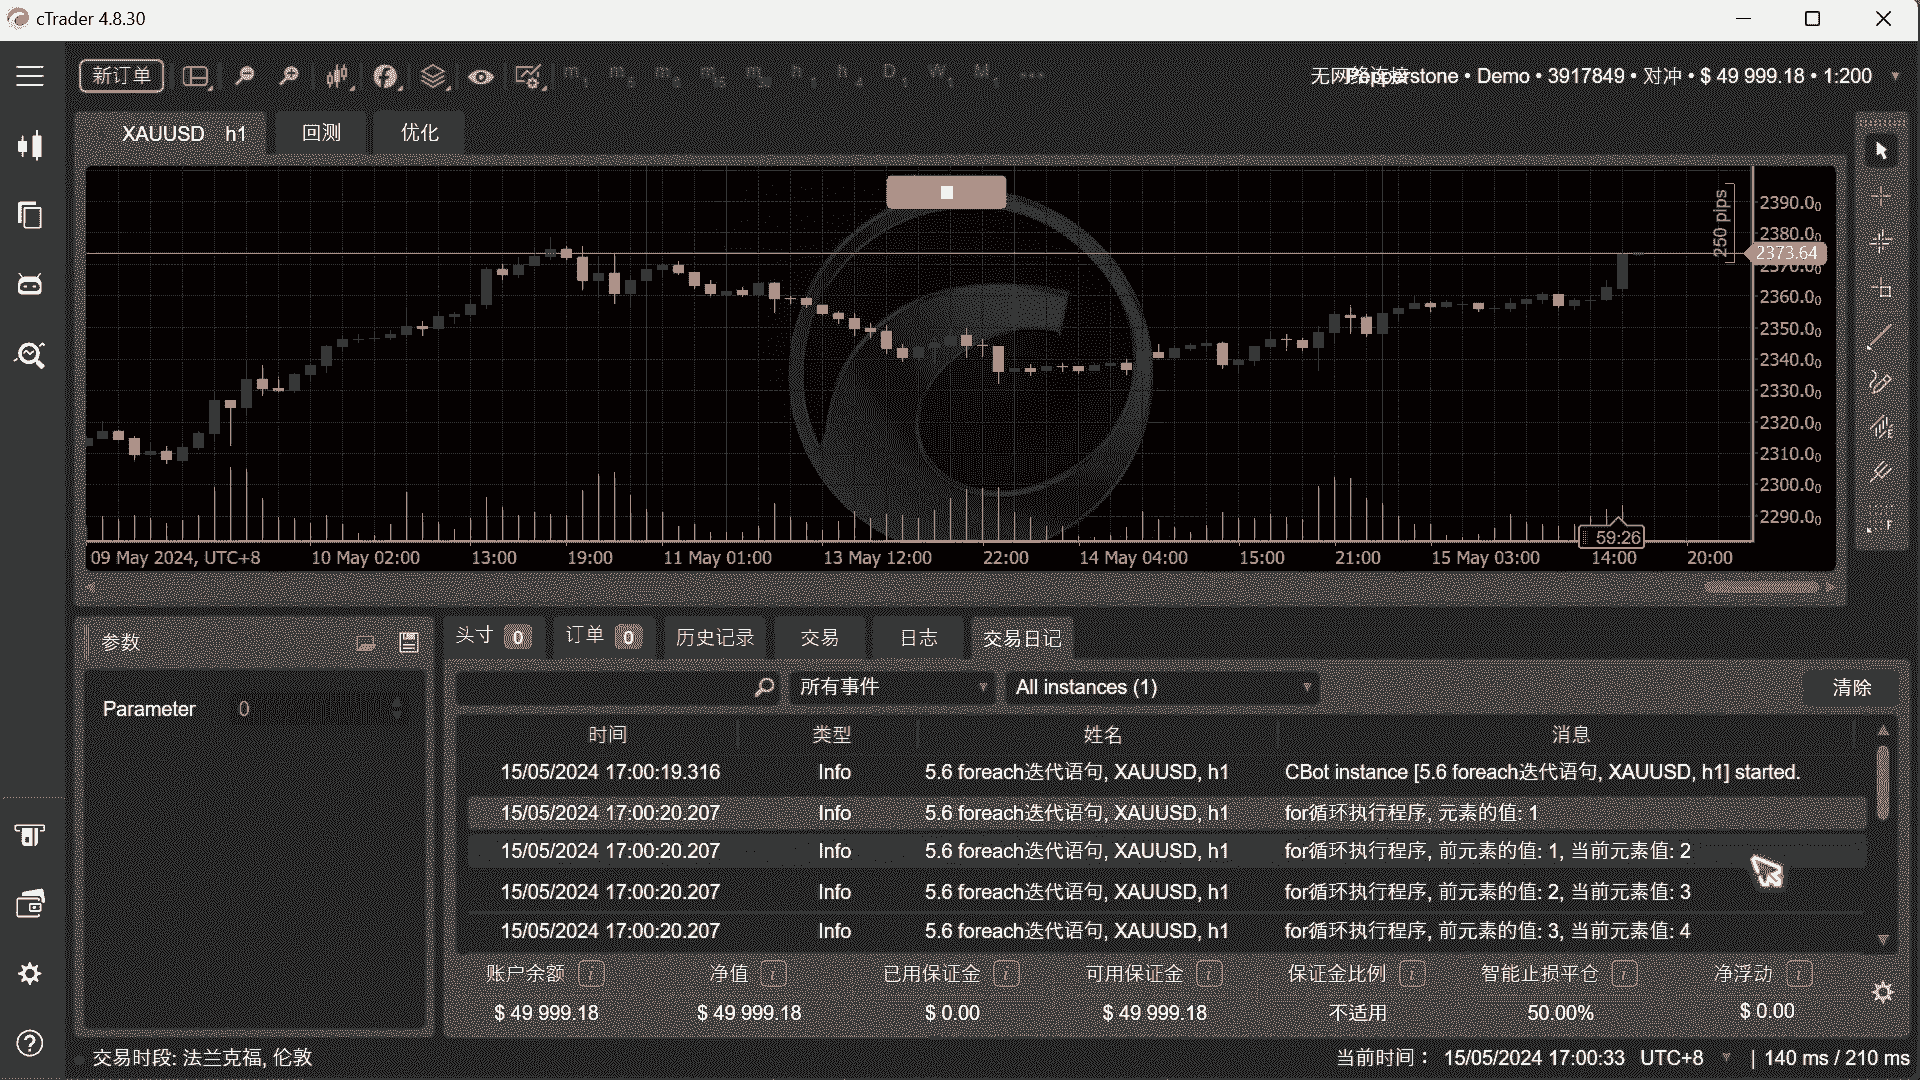 cTrader 4.8.30
新订单
Pepperstone • Demo • 3917849 • 对冲 • $ 49 999.18 • 1:200
XAUUSD h1
回测
优化
250 pips
2390.00
2380.00
2373.64
2370.00
2360.00
2350.00
2340.00
2330.00
2320.00
2310.00
2300.00
2290.00
59:26
09 May 2024, UTC+8
10 May 02:00
13:00
19:00
11 May 01:00
13 May 12:00
22:00
14 May 04:00
15:00
21:00
15 May 03:00
14:00
20:00
参数
Parameter 0
头寸 0
订单 0
历史记录
交易
日志
交易日记
所有事件
All instances (1)
清除
时间 类型 姓名 消息
15/05/2024 17:00:19.316 Info 5.6 foreach迭代语句, XAUUSD, h1 CBot instance [5.6 foreach迭代语句, XAUUSD, h1] started.
15/05/2024 17:00:20.207 Info 5.6 foreach迭代语句, XAUUSD, h1 for循环执行程序, 元素的值: 1
15/05/2024 17:00:20.207 Info 5.6 foreach迭代语句, XAUUSD, h1 for循环执行程序, 前元素的值: 1, 当前元素值: 2
15/05/2024 17:00:20.207 Info 5.6 foreach迭代语句, XAUUSD, h1 for循环执行程序, 前元素的值: 2, 当前元素值: 3
15/05/2024 17:00:20.207 Info 5.6 foreach迭代语句, XAUUSD, h1 for循环执行程序, 前元素的值: 3, 当前元素值: 4
账户余额 净值 已用保证金 可用保证金 保证金比例 智能止损平仓 净浮动
$ 49 999.18 $ 49 999.18 $ 0.00 $ 49 999.18 不适用 50.00% $ 0.00
交易时段: 法兰克福, 伦敦
当前时间： 15/05/2024 17:00:33 UTC+8 | 140 ms / 210 ms